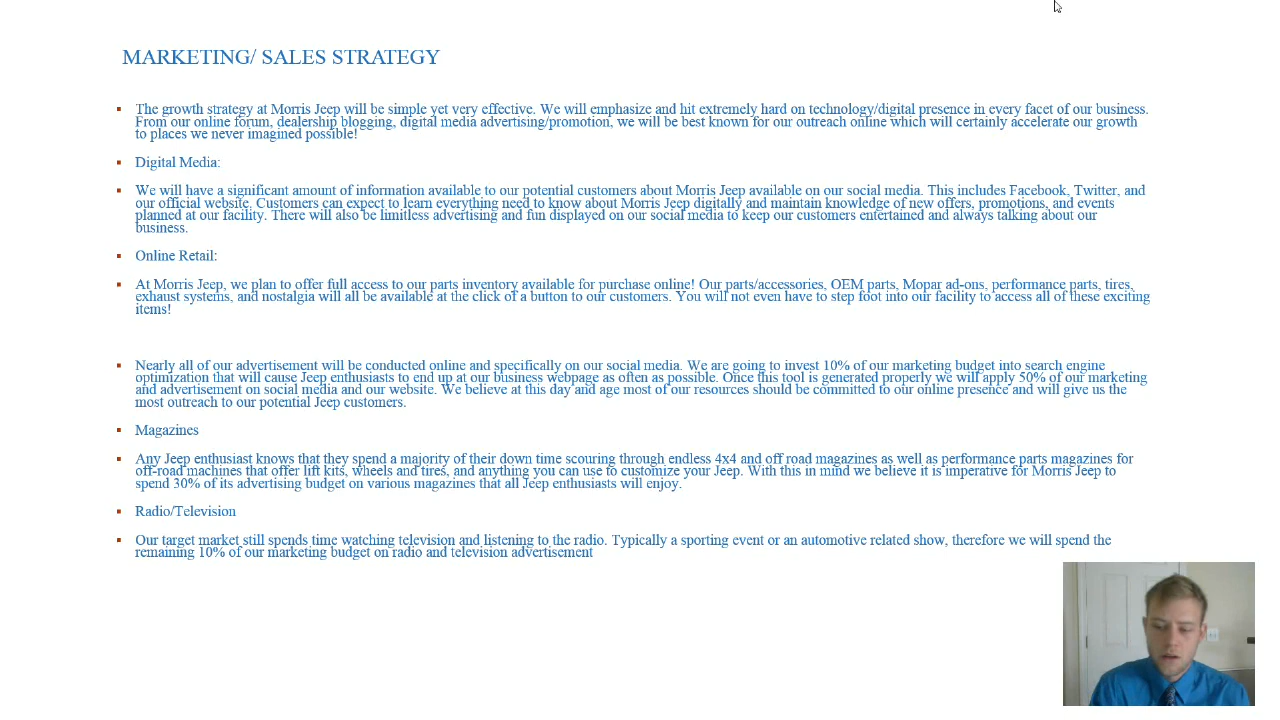 MARKETING/ SALES STRATEGY
The growth strategy at Morris Jeep will be simple yet very effective. We will emphasize and hit extremely hard on technology/digital presence in every facet of our business.
From our online forum, dealership blogging, digital media advertising/promotion, we will be best known for our outreach online which will certainly accelerate our growth
to places we never imagined possible!
Digital Media:
We will have a significant amount of information available to our potential customers about Morris Jeep available on our social media. This includes Facebook, Twitter, and
our official website. Customers can expect to learn everything need to know about Morris Jeep digitally and maintain knowledge of new offers, promotions, and events
planned at our facility. There will also be limitless advertising and fun displayed on our social media to keep our customers entertained and always talking about our
business.
Online Retail:
At Morris Jeep, we plan to offer full access to our parts inventory available for purchase online! Our parts/accessories, OEM parts, Mopar ad-ons, performance parts, tires,
exhaust systems, and nostalgia will all be available at the click of a button to our customers. You will not even have to step foot into our facility to access all of these exciting
items!
Nearly all of our advertisement will be conducted online and specifically on our social media. We are going to invest 10% of our marketing budget into search engine
optimization that will cause Jeep enthusiasts to end up at our business webpage as often as possible. Once this tool is generated properly we will apply 50% of our marketing
and advertisement on social media and our website. We believe at this day and age most of our resources should be committed to our online presence and will give us the
most outreach to our potential Jeep customers.
Magazines
Any Jeep enthusiast knows that they spend a majority of their down time scouring through endless 4x4 and off road magazines as well as performance parts magazines for
off-road machines that offer lift kits, wheels and tires, and anything you can use to customize your Jeep. With this in mind we believe it is imperative for Morris Jeep to
spend 30% of its advertising budget on various magazines that all Jeep enthusiasts will enjoy.
Radio/Television
Our target market still spends time watching television and listening to the radio. Typically a sporting event or an automotive related show, therefore we will spend the
remaining 10% of our marketing budget on radio and television advertisement